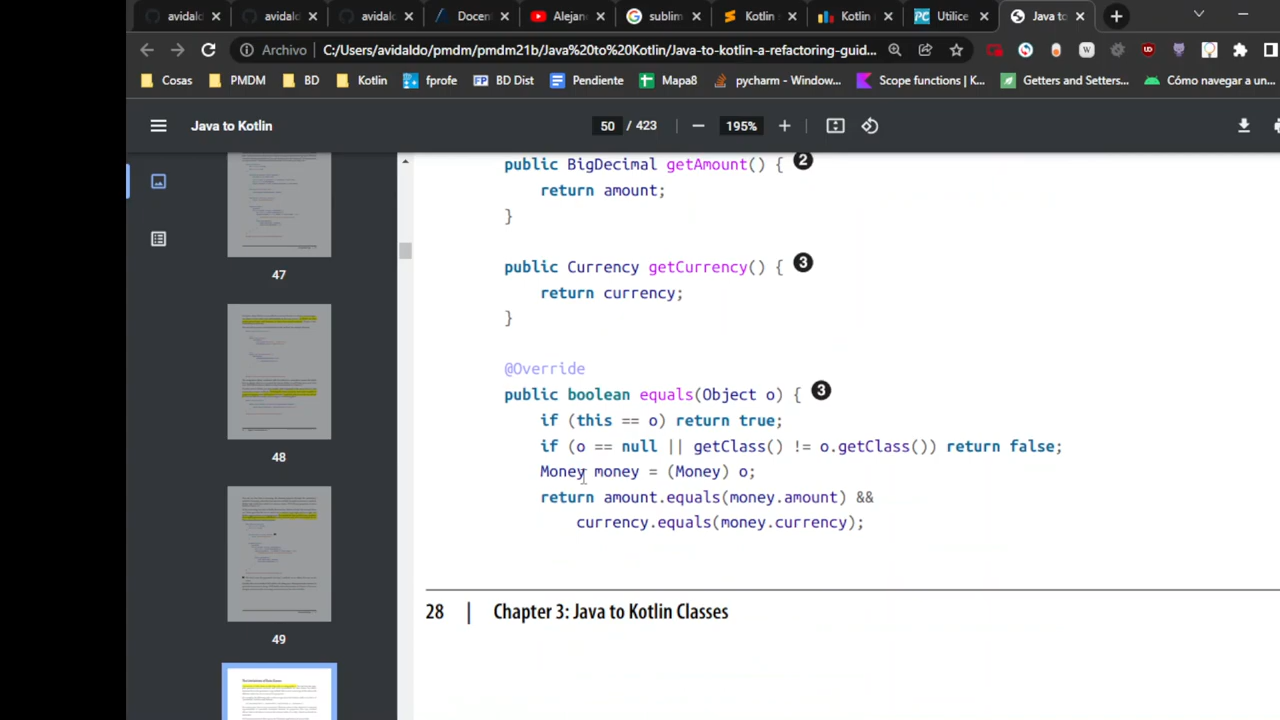 avidald
avidald
avidald
Docen
Alejan
sublim
Kotlin
Kotlin
Utilice
Java to
Archivo
C:/Users/avidaldo/pmdm/pmdm21b/Java%20to%20Kotlin/Java-to-kotlin-a-refactoring-guid...
Cosas
PMDM
BD
Kotlin
fprofe
BD Dist
Pendiente
Mapa8
pycharm - Window...
Scope functions | K...
Getters and Setters...
Cómo navegar a un...
Java to Kotlin
50 / 423
195%
47
48
49
public BigDecimal getAmount() { 2
return amount;
}
public Currency getCurrency() { 3
return currency;
}
@Override
public boolean equals(Object o) { 3
if (this == o) return true;
if (o == null || getClass() != o.getClass()) return false;
Money money = (Money) o;
return amount.equals(money.amount) &&
currency.equals(money.currency);
28 | Chapter 3: Java to Kotlin Classes